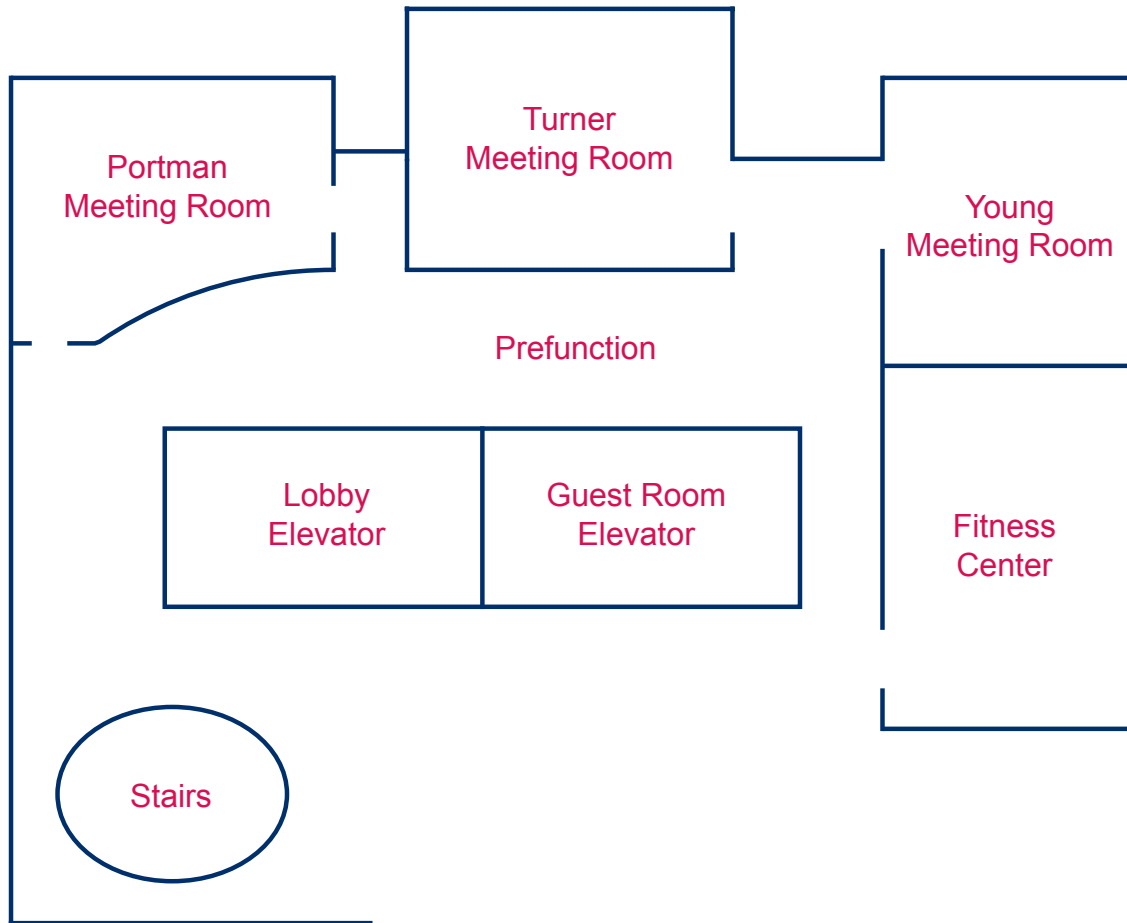 Turner
Meeting Room
Portman
Meeting Room
Young
Meeting Room
Prefunction
Lobby
Elevator
Guest Room
Elevator
Fitness
Center
Stairs